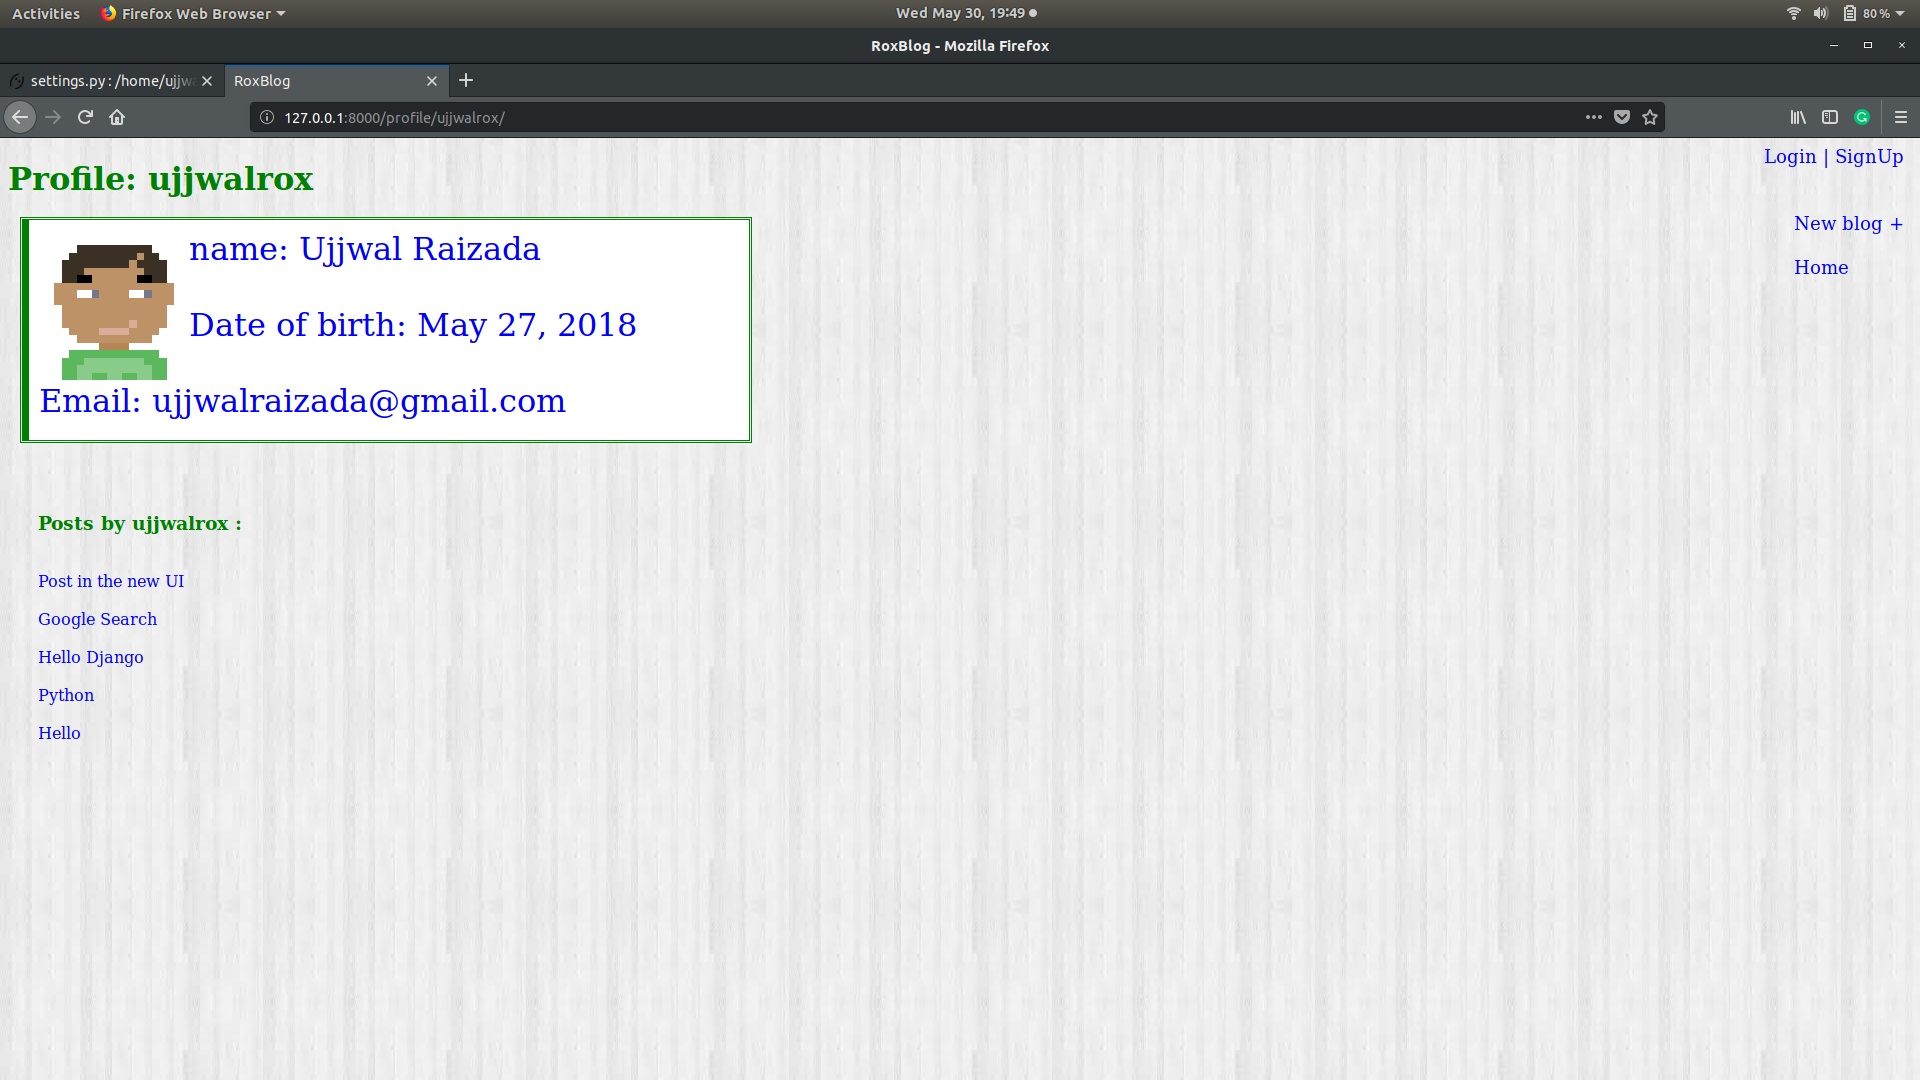 Activities Firefox Web Browser Wed May 30, 19:49 80 %
RoxBlog - Mozilla Firefox
settings.py : /home/ujjwa RoxBlog
127.0.0.1:8000/profile/ujjwalrox/
Login | SignUp
Profile: ujjwalrox
New blog +
Home
name: Ujjwal Raizada
Date of birth: May 27, 2018
Email: ujjwalraizada@gmail.com
Posts by ujjwalrox :
Post in the new UI
Google Search
Hello Django
Python
Hello